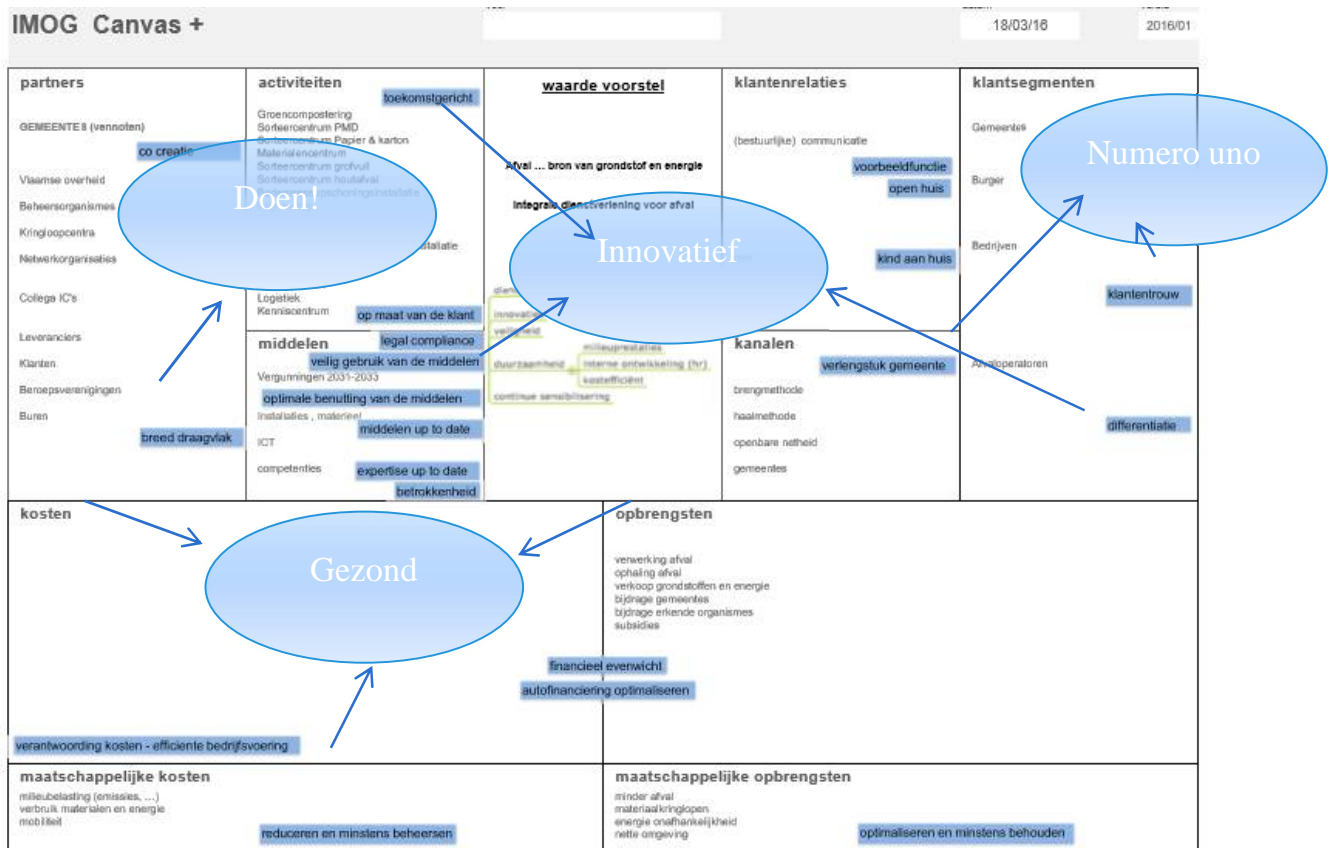 IMOG Canvas +
18/03/16
2016/01
partners
GEMEENTES (vennoten)
co creatie
Vlaamse overheid
Beheersorganismes
Kringloopcentra
Netwerkorganisaties
Collega IC's
Leveranciers
Klanten
Beroepsverenigingen
Buren
breed draagvlak
Doen!
activiteiten
toekomstgericht
Groencompostering
Sorteercentrum PMD
Sorteercentrum Papier & karton
Materialencentrum
Sorteercentrum grofvuil
Sorteercentrum houtafval
Logistiek
Kenniscentrum
op maat van de klant
middelen
legal compliance
veilig gebruik van de middelen
Vergunningen 2031-2033
optimale benutting van de middelen
Installaties , materieel
middelen up to date
ICT
competenties
expertise up to date
betrokkenheid
waarde voorstel
Afval ... bron van grondstof en energie
Integrale dienstverlening voor afval
Innovatief
innovatie
veiligheid
duurzaamheid
milieuprestaties
interne ontwikkeling (hr)
kostefficiënt
continue sensibilisering
klantenrelaties
(bestuurlijke) communicatie
voorbeeldfunctie
open huis
kind aan huis
kanalen
verlengstuk gemeente
brengmethode
haalmethode
openbare netheid
gemeentes
klantsegmenten
Gemeentes
Numero uno
Burger
Bedrijven
klantentrouw
Afvaloperatoren
differentiatie
kosten
Gezond
verantwoording kosten - efficiente bedrijfsvoering
opbrengsten
verwerking afval
ophaling afval
verkoop grondstoffen en energie
bijdrage gemeentes
bijdrage erkende organismes
subsidies
financieel evenwicht
autofinanciering optimaliseren
maatschappelijke kosten
milieubelasting (emissies, ...)
verbruik materialen en energie
mobiliteit
reduceren en minstens beheersen
maatschappelijke opbrengsten
minder afval
materiaalkringlopen
energie onafhankelijkheid
nette omgeving
optimaliseren en minstens behouden